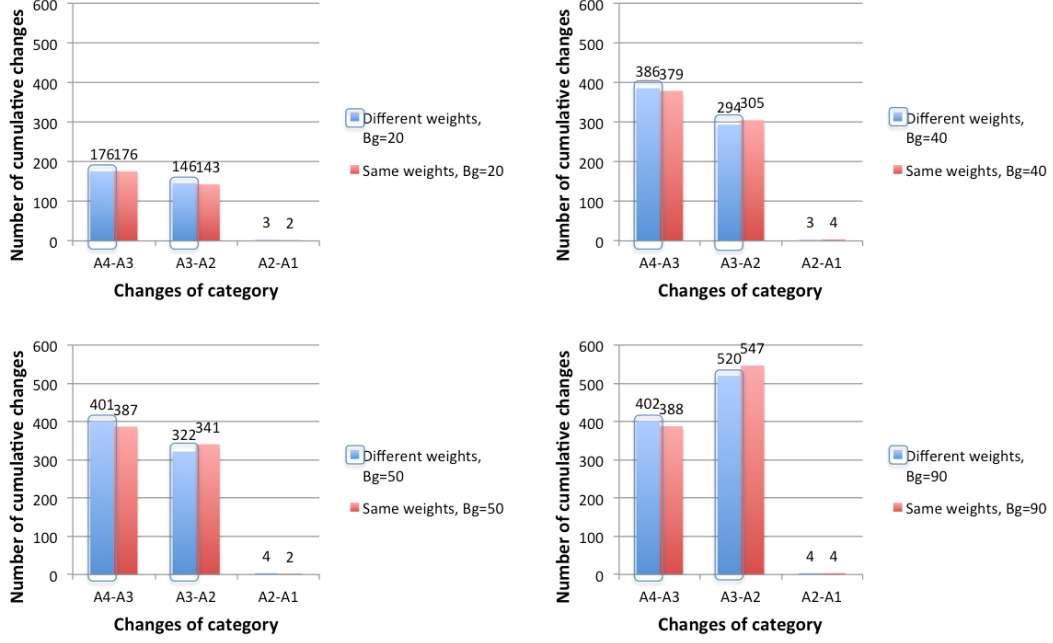 600
500
400
300
200
100
0
Number of cumulative changes
176 176
146 143
3 2
A4-A3 A3-A2 A2-A1
Changes of category
Different weights,
Bg=20
Same weights, Bg=20
600
500
400
300
200
100
0
Number of cumulative changes
386 379
294 305
3 4
A4-A3 A3-A2 A2-A1
Changes of category
Different weights,
Bg=40
Same weights, Bg=40
600
500
400
300
200
100
0
Number of cumulative changes
401 387
322 341
4 2
A4-A3 A3-A2 A2-A1
Changes of category
Different weights,
Bg=50
Same weights, Bg=50
600
500
400
300
200
100
0
Number of cumulative changes
402 388
520 547
4 4
A4-A3 A3-A2 A2-A1
Changes of category
Different weights,
Bg=90
Same weights, Bg=90